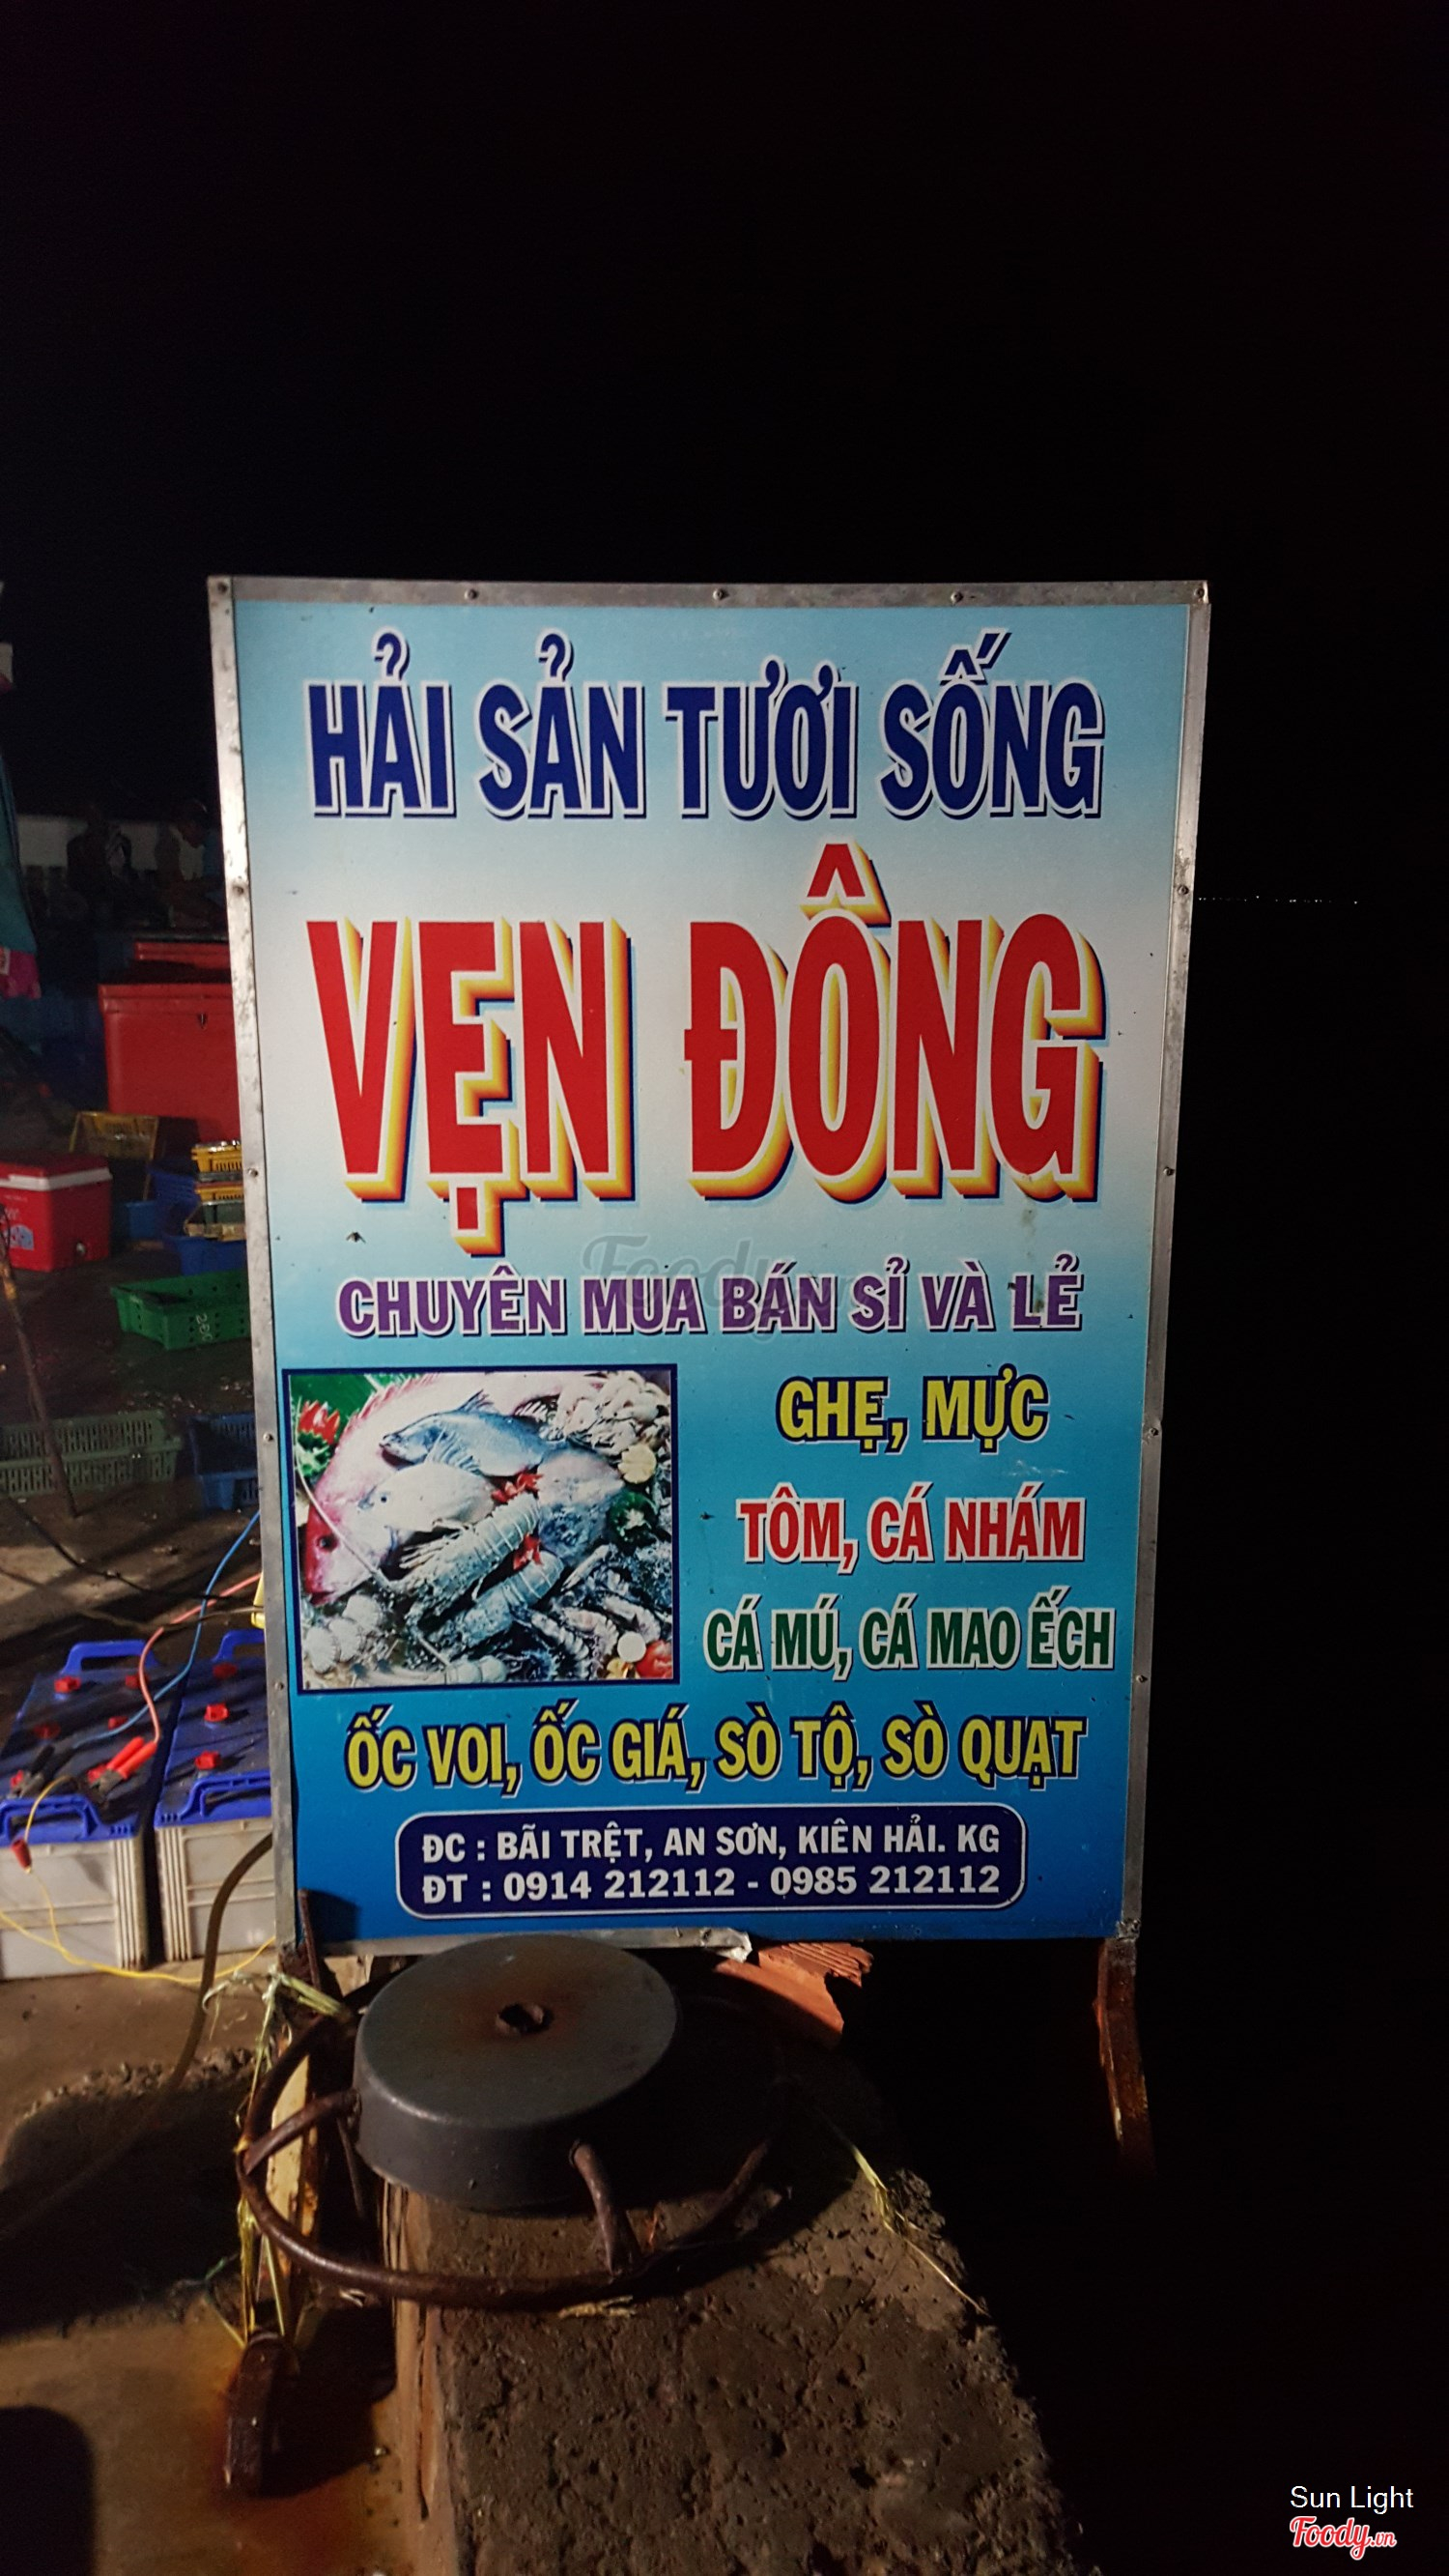 HẢI SẢN TƯƠI SỐNG
VẸN ĐÔNG
CHUYÊN MUA BÁN SỈ VÀ LẺ
GHẸ, MỰC
TÔM, CÁ NHÁM
CÁ MÚ, CÁ MAO ẾCH
ỐC VOI, ỐC GIÁ, SÒ TỘ, SÒ QUẠT
ĐC : BÃI TRỆT, AN SƠN, KIÊN HẢI. KG
ĐT : 0914 212112 - 0985 212112
Foody
Sun Light
Foody.vn